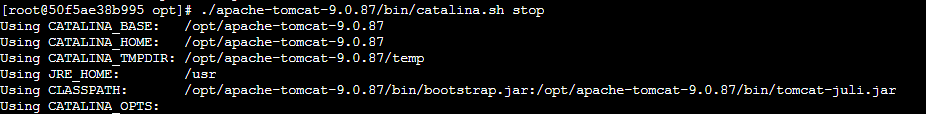 [root@50f5ae38b995 opt]# ./apache-tomcat-9.0.87/bin/catalina.sh stop
Using CATALINA_BASE:   /opt/apache-tomcat-9.0.87
Using CATALINA_HOME:   /opt/apache-tomcat-9.0.87
Using CATALINA_TMPDIR: /opt/apache-tomcat-9.0.87/temp
Using JRE_HOME:        /usr
Using CLASSPATH:       /opt/apache-tomcat-9.0.87/bin/bootstrap.jar:/opt/apache-tomcat-9.0.87/bin/tomcat-juli.jar
Using CATALINA_OPTS: